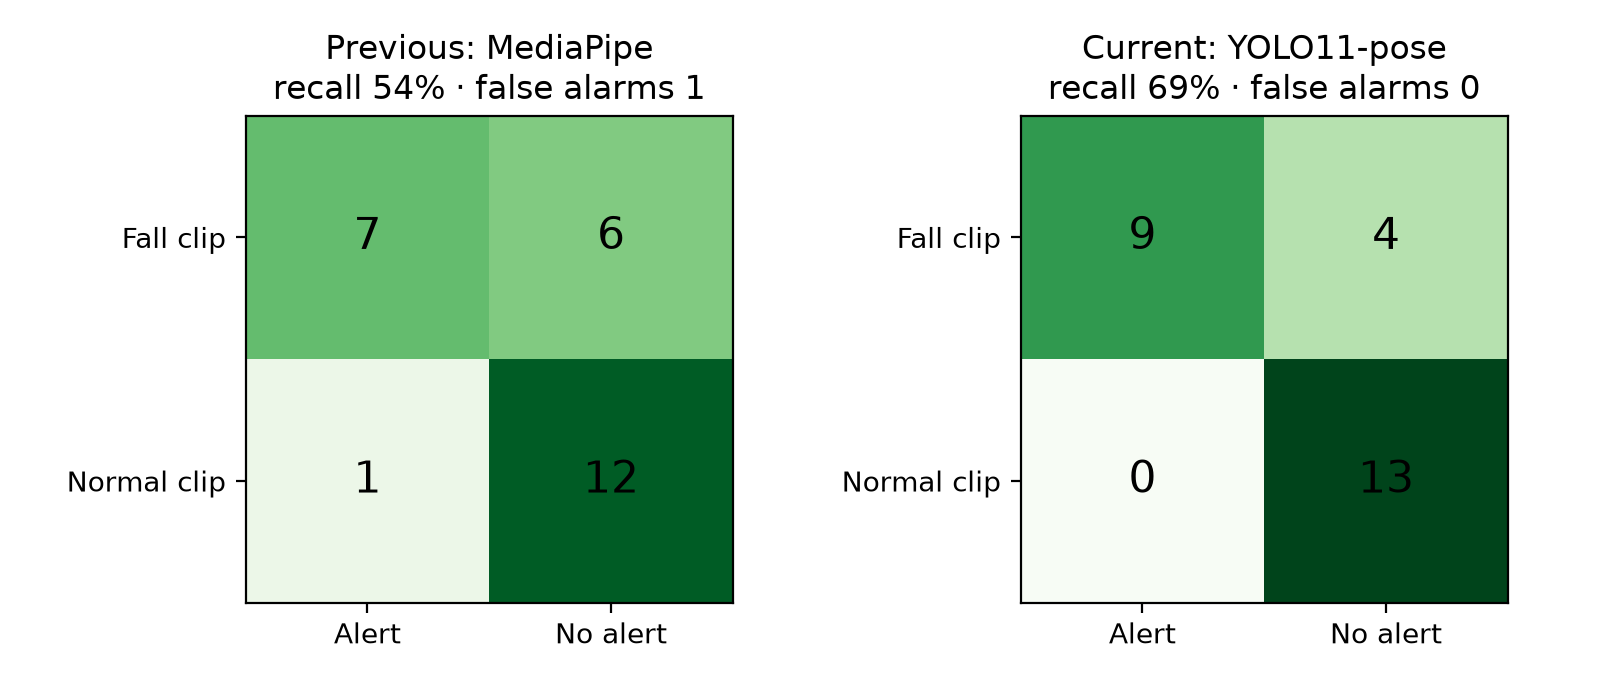 Previous: MediaPipe
recall 54% · false alarms 1
Fall clip
7
6
Normal clip
1
12
Alert
No alert
Current: YOLO11-pose
recall 69% · false alarms 0
Fall clip
9
4
Normal clip
0
13
Alert
No alert